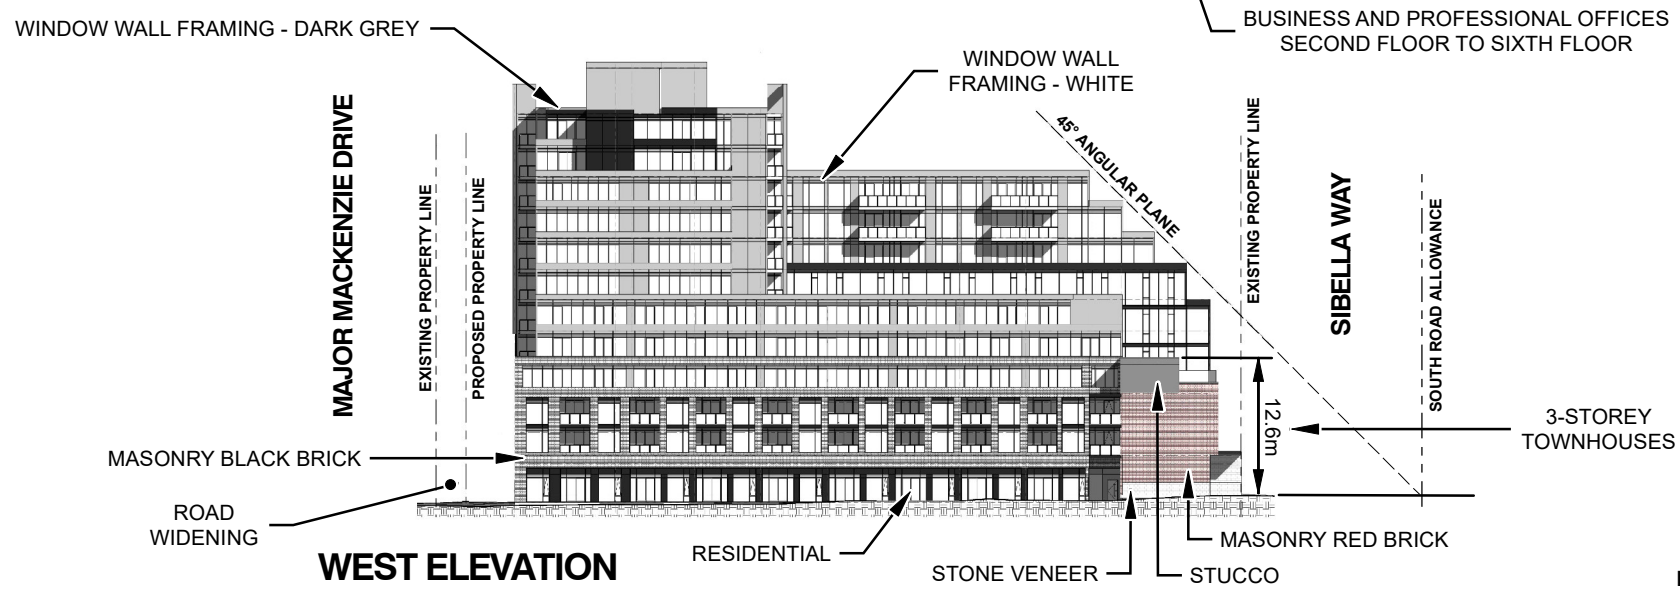 BUSINESS AND PROFESSIONAL OFFICES
SECOND FLOOR TO SIXTH FLOOR
WINDOW WALL FRAMING - DARK GREY
WINDOW WALL
FRAMING - WHITE
MAJOR MACKENZIE DRIVE
EXISTING PROPERTY LINE
PROPOSED PROPERTY LINE
45° ANGULAR PLANE
EXISTING PROPERTY LINE
SIBELLA WAY
SOUTH ROAD ALLOWANCE
12.6m
3-STOREY
TOWNHOUSES
MASONRY BLACK BRICK
ROAD
WIDENING
WEST ELEVATION
RESIDENTIAL
STONE VENEER
STUCCO
MASONRY RED BRICK